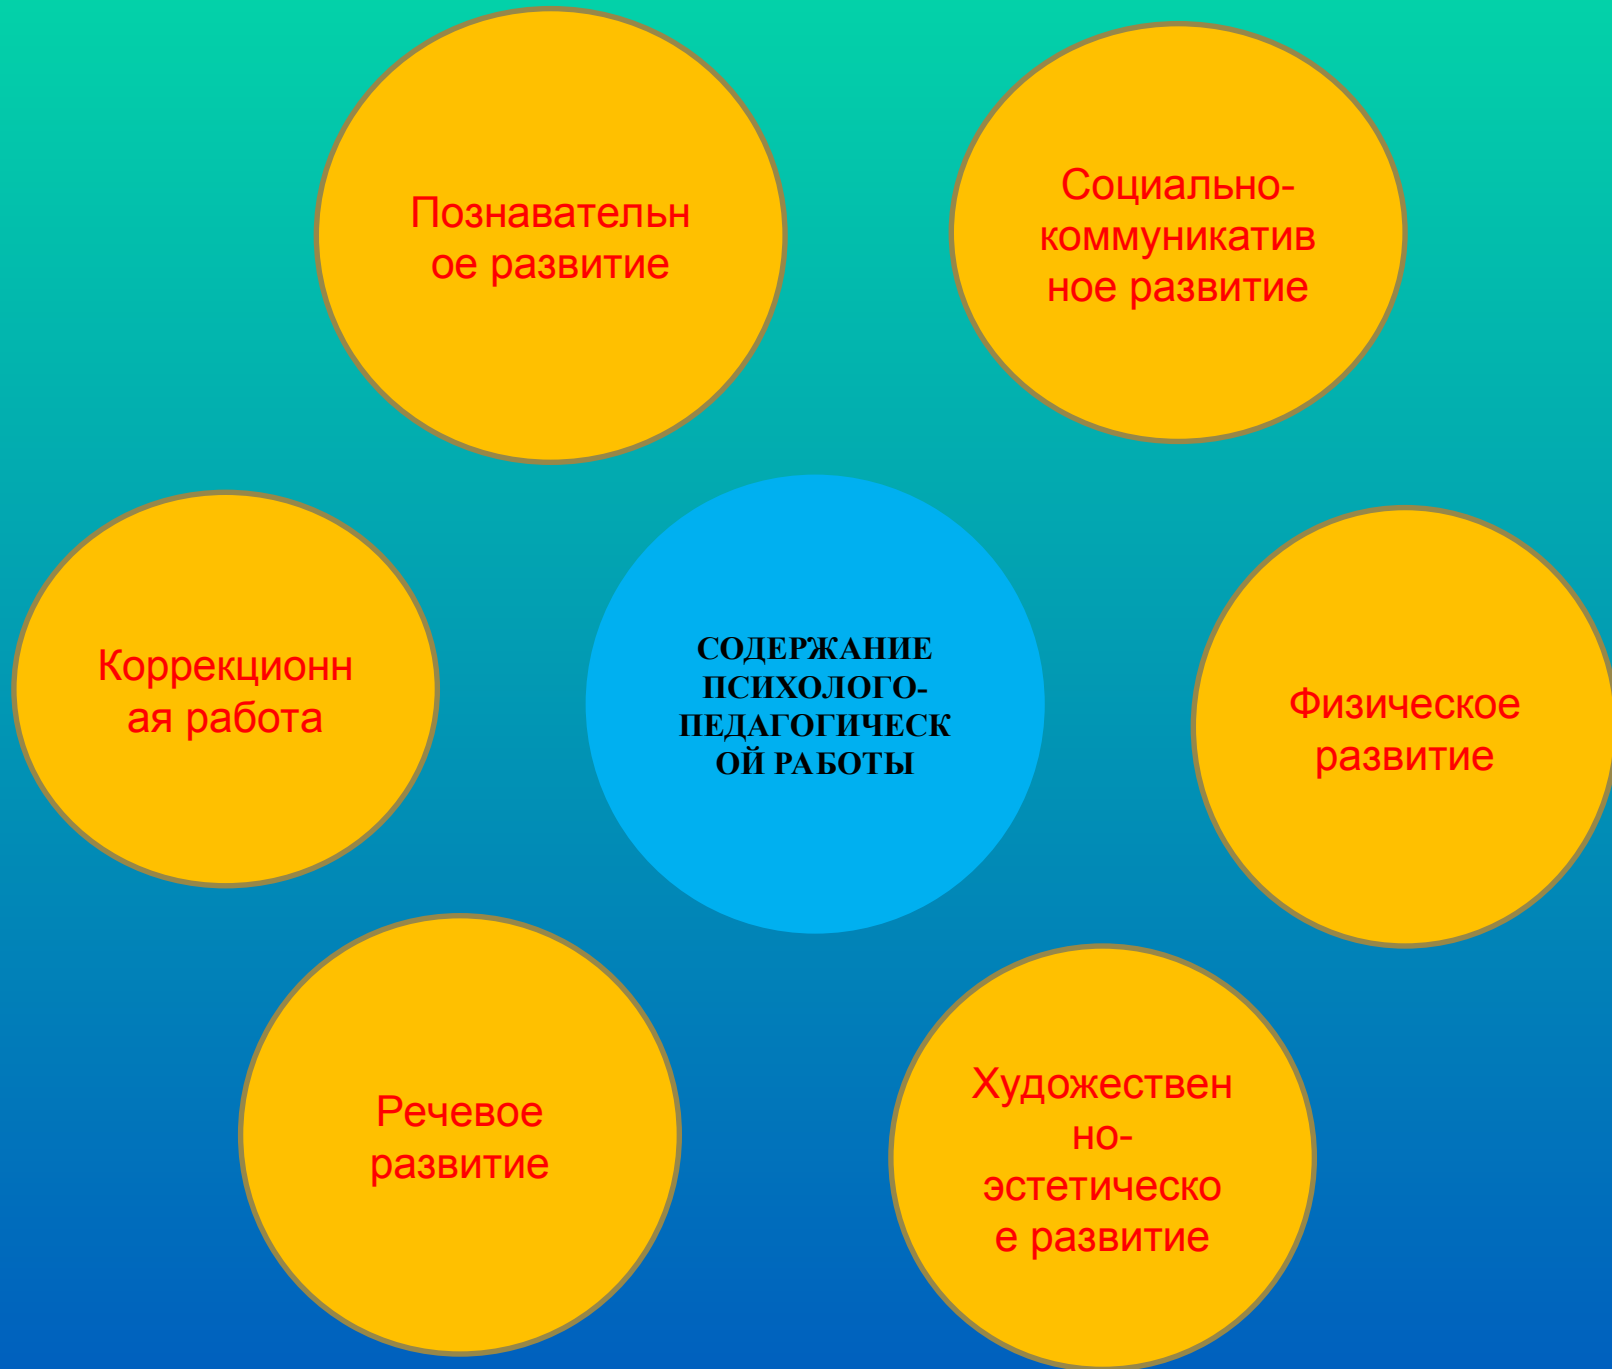 Познавательн
ое развитие
Социально-
коммуникатив
ное развитие
Коррекционн
ая работа
СОДЕРЖАНИЕ
ПСИХОЛОГО-
ПЕДАГОГИЧЕСК
ОЙ РАБОТЫ
Физическое
развитие
Речевое
развитие
Художествен
но-
эстетическо
е развитие